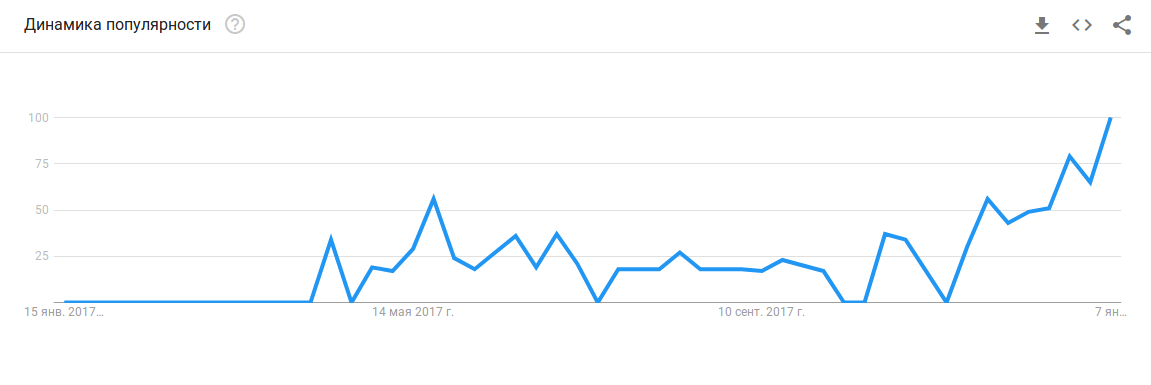 Динамика популярности ?
100
75
50
25
15 янв. 2017…
14 мая 2017 г.
10 сент. 2017 г.
7 ян…